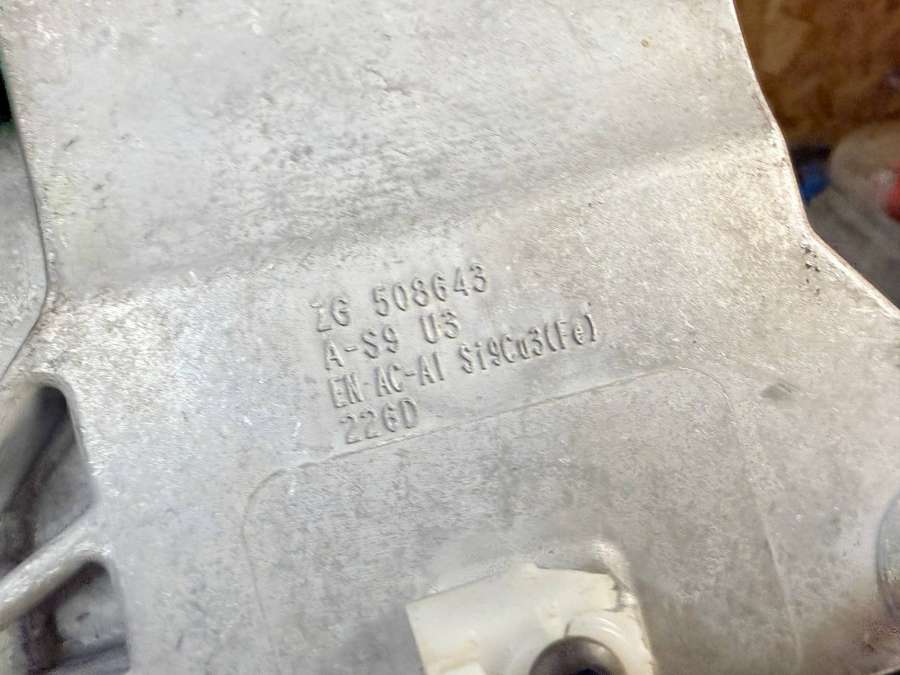 ZG 508643
A-S9 U3
EN-AC-Al Si9Cu3(Fe)
226D